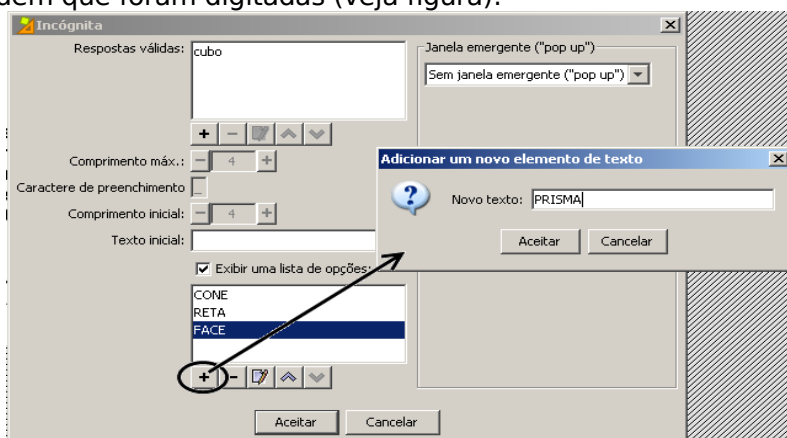 dem que foram digitadas (veja figura).
Incógnita
Respostas válidas:
cubo
Janela emergente ("pop up")
Sem janela emergente ("pop up")
Comprimento máx.: 4
Caractere de preenchimento _
Comprimento inicial: 4
Texto inicial:
Exibir uma lista de opções:
CONE
RETA
FACE
Aceitar Cancelar
Adicionar um novo elemento de texto
Novo texto: PRISMA
Aceitar Cancelar